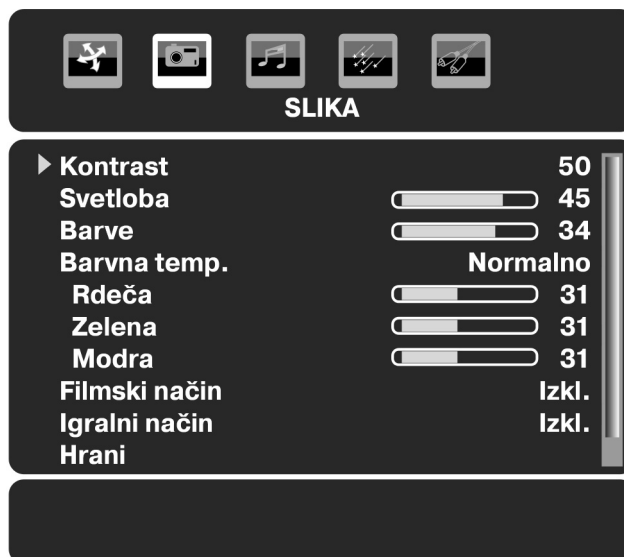 SLIKA
Kontrast 50
Svetloba 45
Barve 34
Barvna temp. Normalno
Rdeča 31
Zelena 31
Modra 31
Filmski način Izkl.
Igralni način Izkl.
Hrani